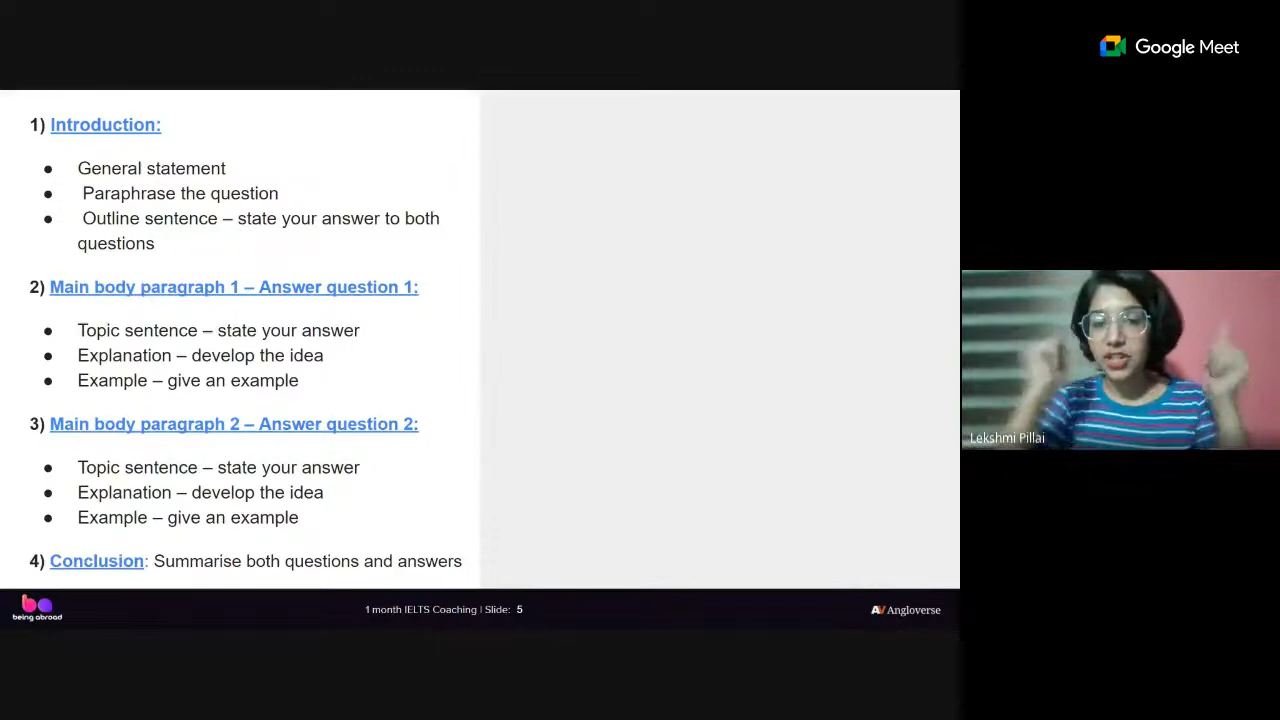 Google Meet
1) Introduction:
● General statement
● Paraphrase the question
● Outline sentence – state your answer to both
questions
2) Main body paragraph 1 – Answer question 1:
● Topic sentence – state your answer
● Explanation – develop the idea
● Example – give an example
3) Main body paragraph 2 – Answer question 2:
● Topic sentence – state your answer
● Explanation – develop the idea
● Example – give an example
4) Conclusion: Summarise both questions and answers
Lekshmi Pillai
being abroad
1 month IELTS Coaching | Slide: 5
AV Angloverse